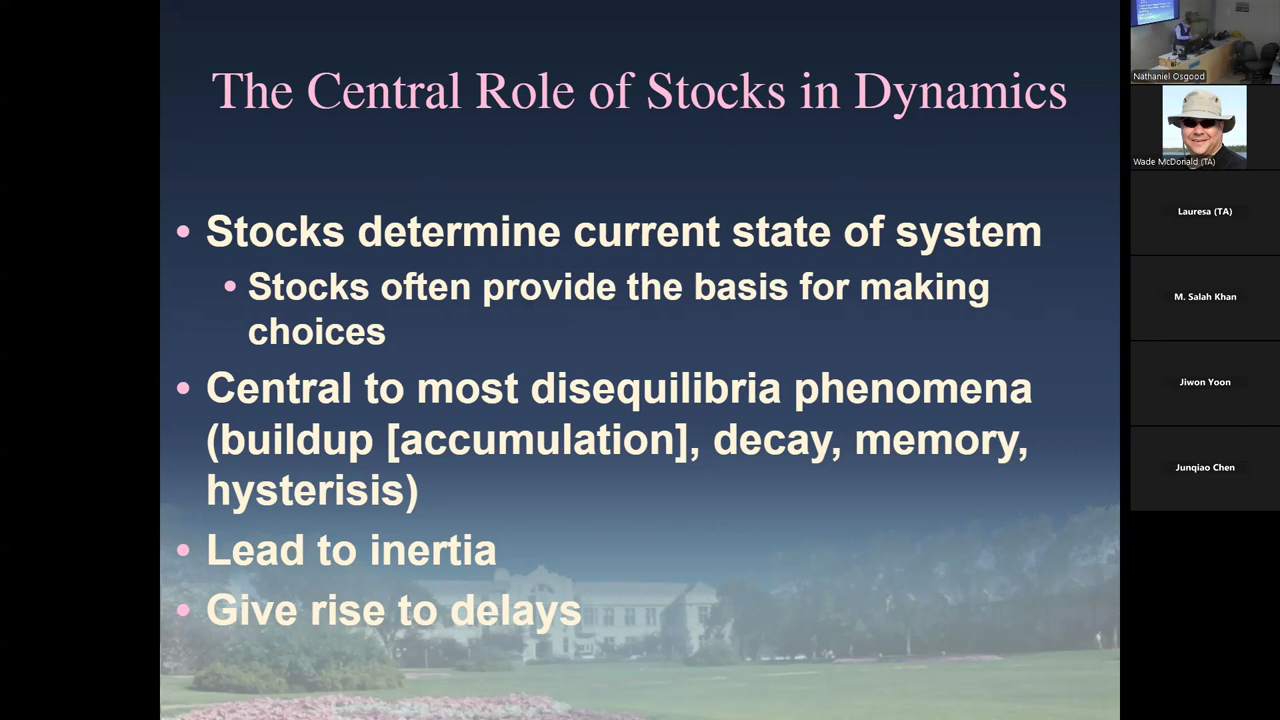 The Central Role of Stocks in Dynamics
• Stocks determine current state of system
• Stocks often provide the basis for making
choices
• Central to most disequilibria phenomena
(buildup [accumulation], decay, memory,
hysterisis)
• Lead to inertia
• Give rise to delays
Nathaniel Osgood
Wade McDonald (TA)
Lauresa (TA)
M. Salah Khan
Jiwon Yoon
Junqiao Chen